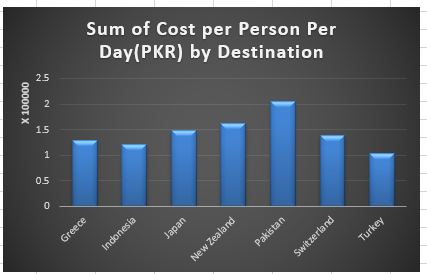 Sum of Cost per Person Per
Day(PKR) by Destination
X 100000
2.5
2
1.5
1
0.5
0
Greece
Indonesia
Japan
New Zealand
Pakistan
Switzerland
Turkey